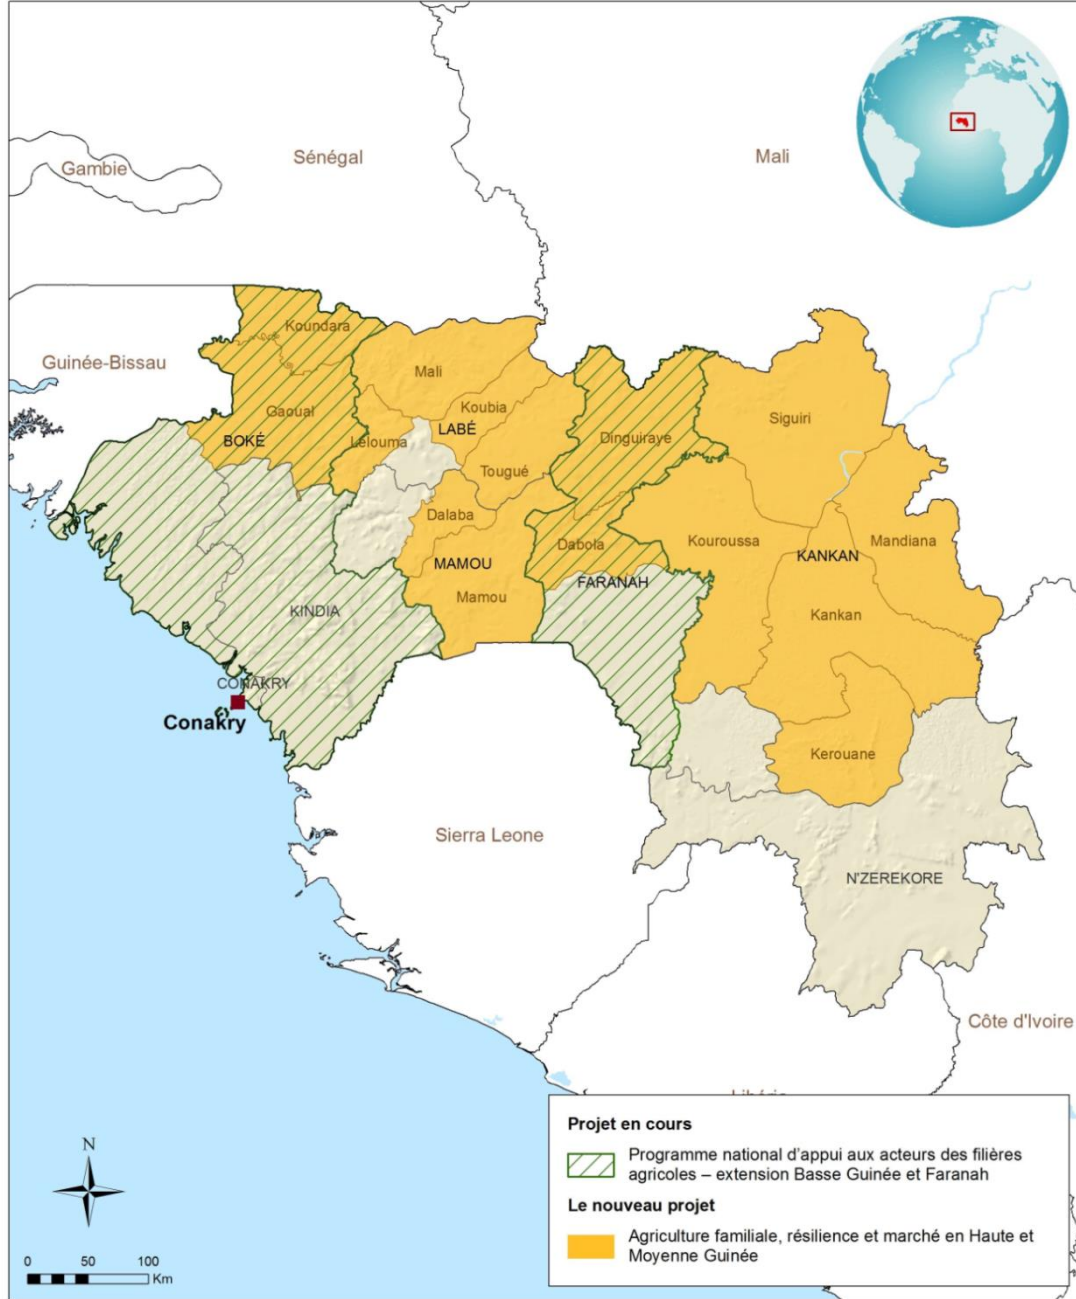 Gambie
Sénégal
Mali
Guinée-Bissau
Koundara
Mali
Gaoual
BOKÉ
Lelouma
Koubia
LABÉ
Tougué
Dinguiraye
Siguiri
Dalaba
MAMOU
Mamou
Dabola
FARANAH
Kouroussa
KANKAN
Mandiana
Kankan
KINDIA
CONAKRY
Conakry
Kerouane
Sierra Leone
N'ZEREKORE
Côte d'Ivoire
Libéria
Projet en cours
Programme national d'appui aux acteurs des filières
agricoles – extension Basse Guinée et Faranah
Le nouveau projet
Agriculture familiale, résilience et marché en Haute et
Moyenne Guinée
N
0 50 100
Km